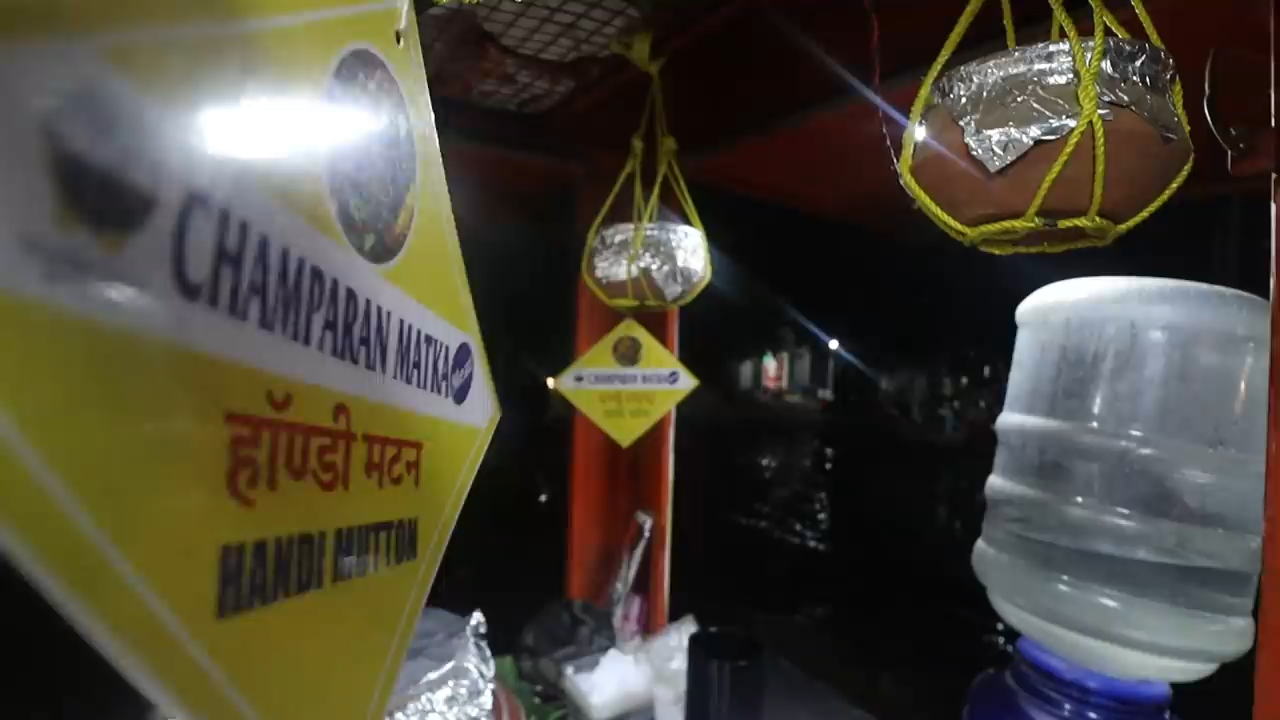 CHAMPARAN MATKA
हॉण्डी मटन
HANDI MUTTON
CHAMPARAN MATKA